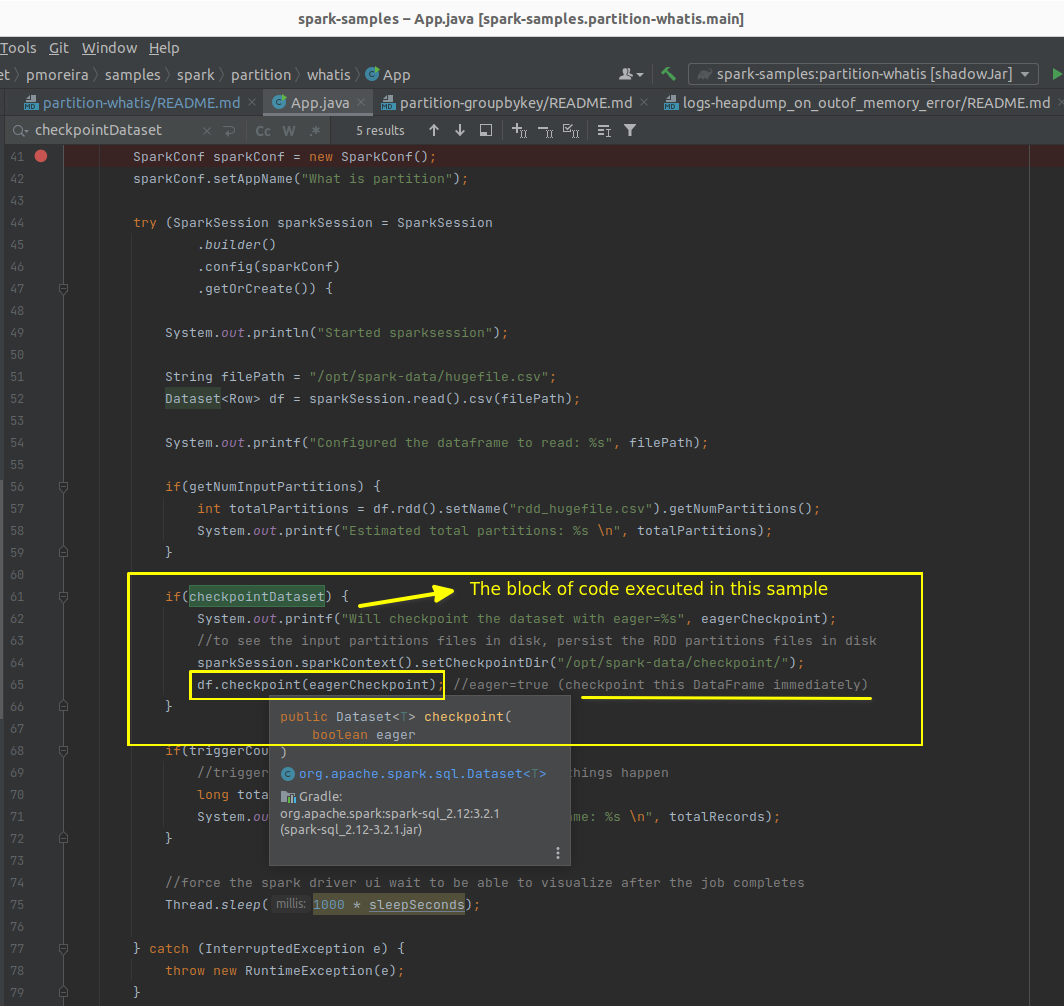 spark-samples – App.java [spark-samples.partition-whatis.main]
Tools Git Window Help
et pmoreira samples spark partition whatis App spark-samples:partition-whatis [shadowJar]
partition-whatis/README.md App.java partition-groupbykey/README.md logs-heapdump_on_outof_memory_error/README.md
checkpointDataset Cc W .* 5 results
41 SparkConf sparkConf = new SparkConf();
42 sparkConf.setAppName("What is partition");
43
44 try (SparkSession sparkSession = SparkSession
45 .builder()
46 .config(sparkConf)
47 .getOrCreate()) {
48
49 System.out.println("Started sparksession");
50
51 String filePath = "/opt/spark-data/hugefile.csv";
52 Dataset<Row> df = sparkSession.read().csv(filePath);
53
54 System.out.printf("Configured the dataframe to read: %s", filePath);
55
56 if(getNumInputPartitions) {
57 int totalPartitions = df.rdd().setName("rdd_hugefile.csv").getNumPartitions();
58 System.out.printf("Estimated total partitions: %s \n", totalPartitions);
59 }
60
61 if(checkpointDataset) { The block of code executed in this sample
62 System.out.printf("Will checkpoint the dataset with eager=%s", eagerCheckpoint);
63 //to see the input partitions files in disk, persist the RDD partitions files in disk
64 sparkSession.sparkContext().setCheckpointDir("/opt/spark-data/checkpoint/");
65 df.checkpoint(eagerCheckpoint); //eager=true (checkpoint this DataFrame immediately)
66 }
public Dataset<T> checkpoint(
67
boolean eager
68 if(triggerCou
)
69 //trigger things happen
org.apache.spark.sql.Dataset<T>
70 long tota
Gradle:
org.apache.spark:spark-sql_2.12:3.2.1
71 System.ou me: %s \n", totalRecords);
(spark-sql_2.12-3.2.1.jar)
72 }
73
74 //force the spark driver ui wait to be able to visualize after the job completes
75 Thread.sleep( millis: 1000 * sleepSeconds);
76
77 } catch (InterruptedException e) {
78 throw new RuntimeException(e);
79 }